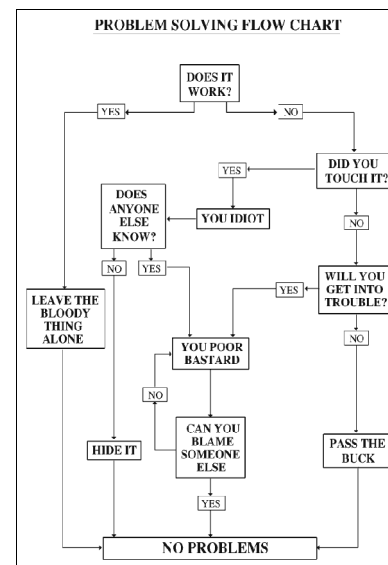 PROBLEM SOLVING FLOW CHART
DOES IT
WORK?
YES
NO
DID YOU
TOUCH IT?
YES
DOES
ANYONE
ELSE
KNOW?
YOU IDIOT
NO
NO
YES
WILL YOU
GET INTO
TROUBLE?
YES
LEAVE THE
BLOODY
THING
ALONE
NO
YOU POOR
BASTARD
NO
CAN YOU
BLAME
SOMEONE
ELSE
HIDE IT
PASS THE
BUCK
YES
NO PROBLEMS